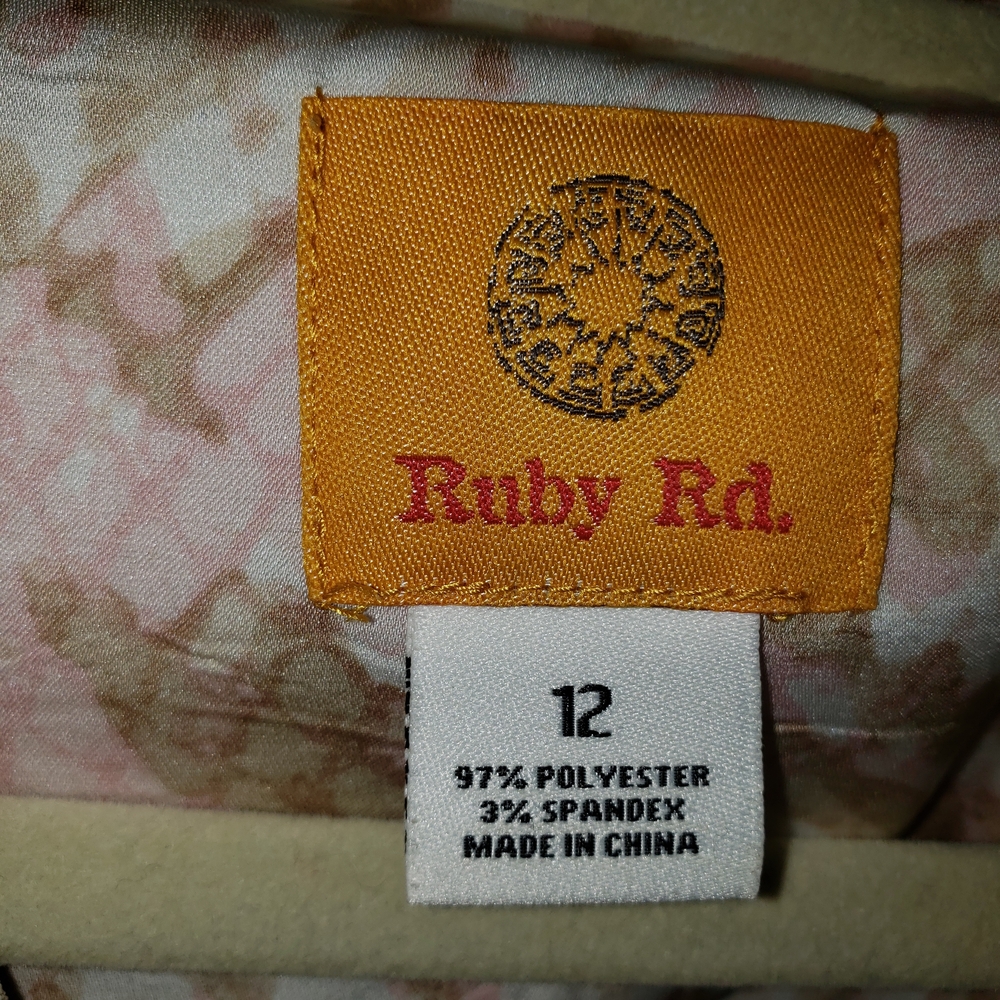 Ruby Rd.
12
97% POLYESTER
3% SPANDEX
MADE IN CHINA